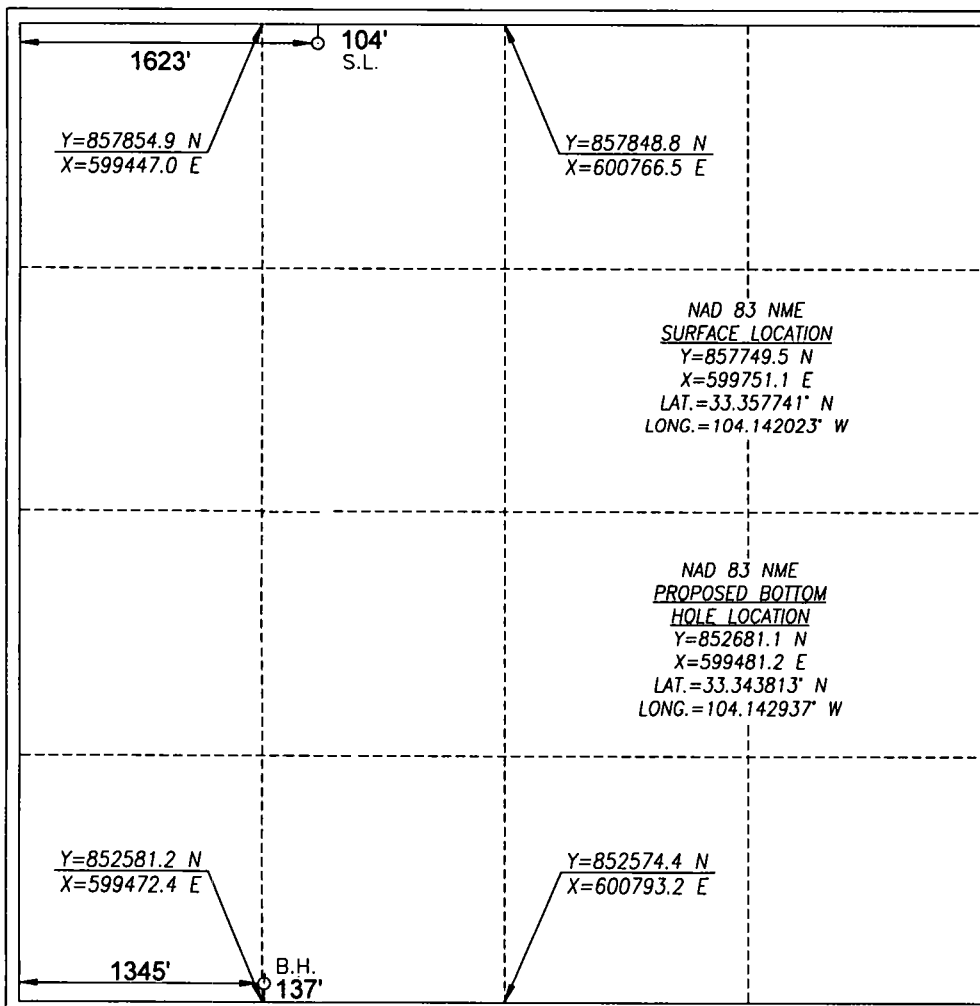 1623'
104'
S.L.
Y=857854.9 N
X=599447.0 E
Y=857848.8 N
X=600766.5 E
NAD 83 NME
SURFACE LOCATION
Y=857749.5 N
X=599751.1 E
LAT.=33.357741° N
LONG.=104.142023° W
NAD 83 NME
PROPOSED BOTTOM
HOLE LOCATION
Y=852681.1 N
X=599481.2 E
LAT.=33.343813° N
LONG.=104.142937° W
Y=852581.2 N
X=599472.4 E
Y=852574.4 N
X=600793.2 E
1345'
B.H.
137'